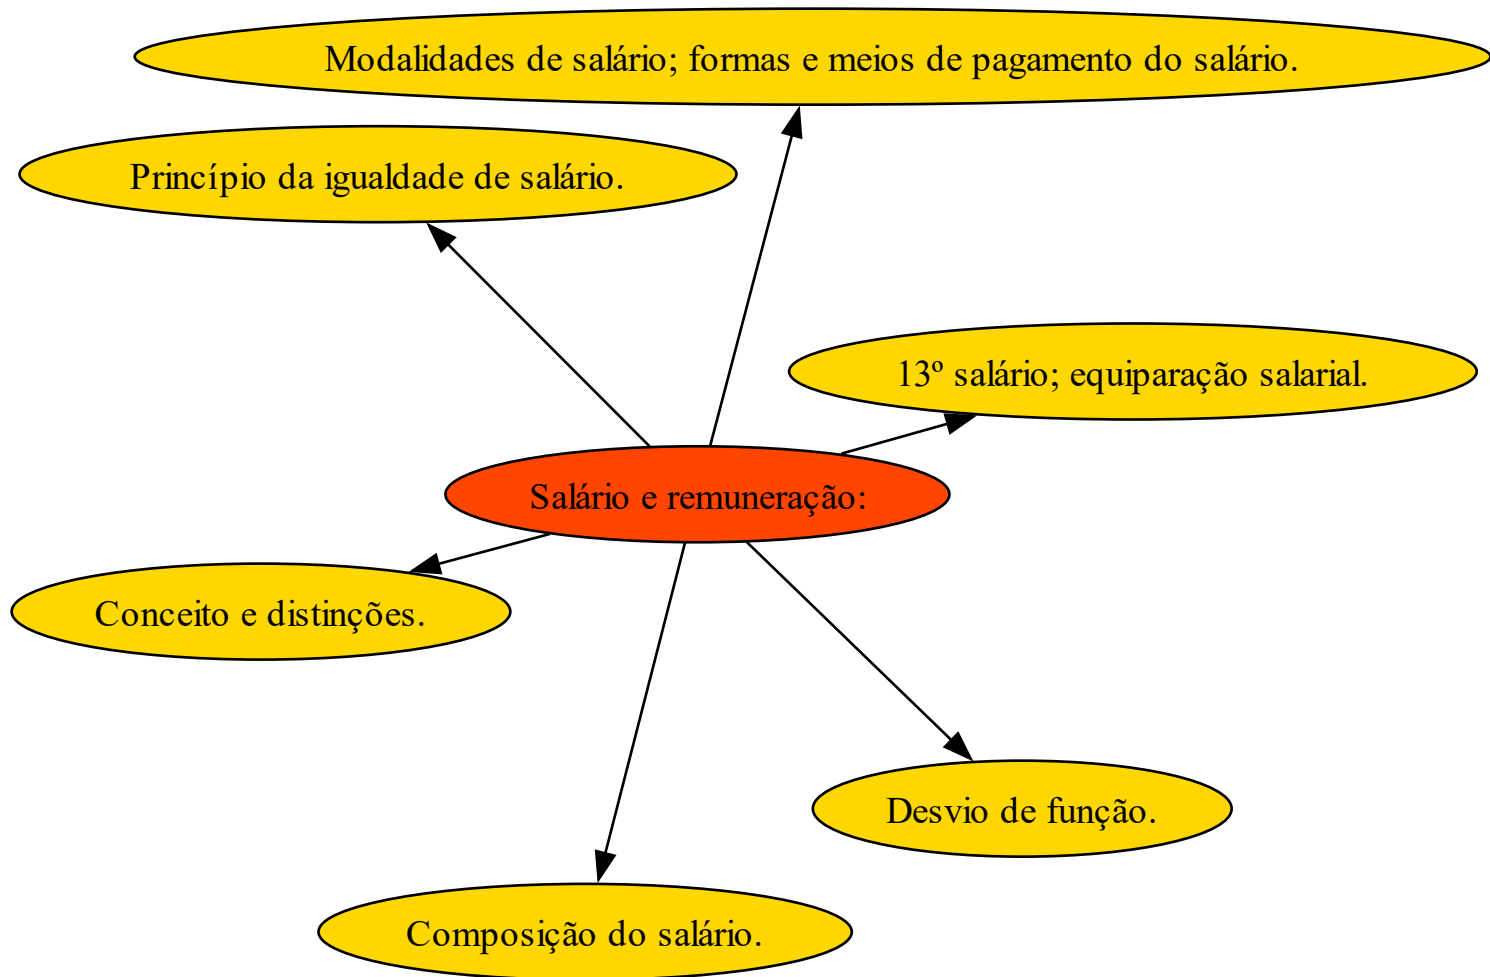 Modalidades de salário; formas e meios de pagamento do salário.
Princípio da igualdade de salário.
13º salário; equiparação salarial.
Salário e remuneração:
Conceito e distinções.
Desvio de função.
Composição do salário.